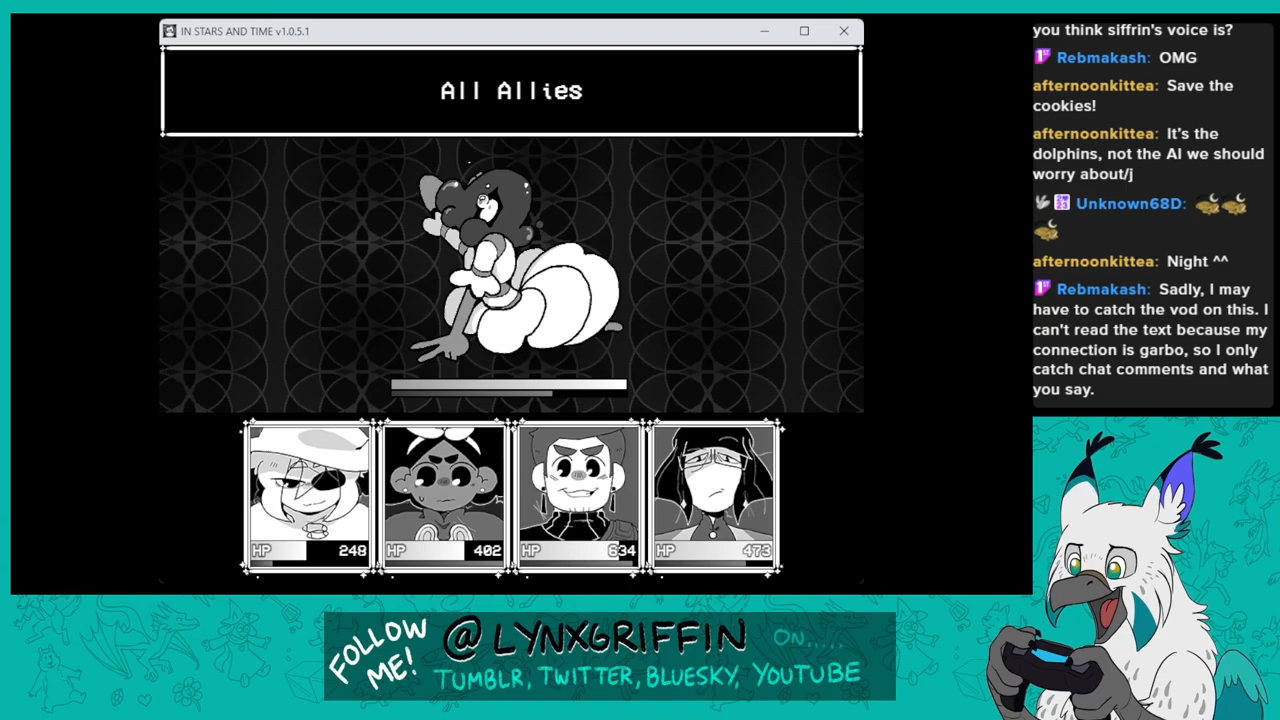 IN STARS AND TIME v1.0.5.1
All Allies
HP 248
HP 402
HP 634
HP 473
you think siffrin's voice is?
Rebmakash: OMG
afternoonkittea: Save the
cookies!
afternoonkittea: It's the
dolphins, not the AI we should
worry about/j
Unknown68D:
afternoonkittea: Night ^^
Rebmakash: Sadly, I may
have to catch the vod on this. I
can't read the text because my
connection is garbo, so I only
catch chat comments and what
you say.
FOLLOW
ME!
@LYNXGRIFFIN ON.....
TUMBLR, TWITTER, BLUESKY, YOUTUBE